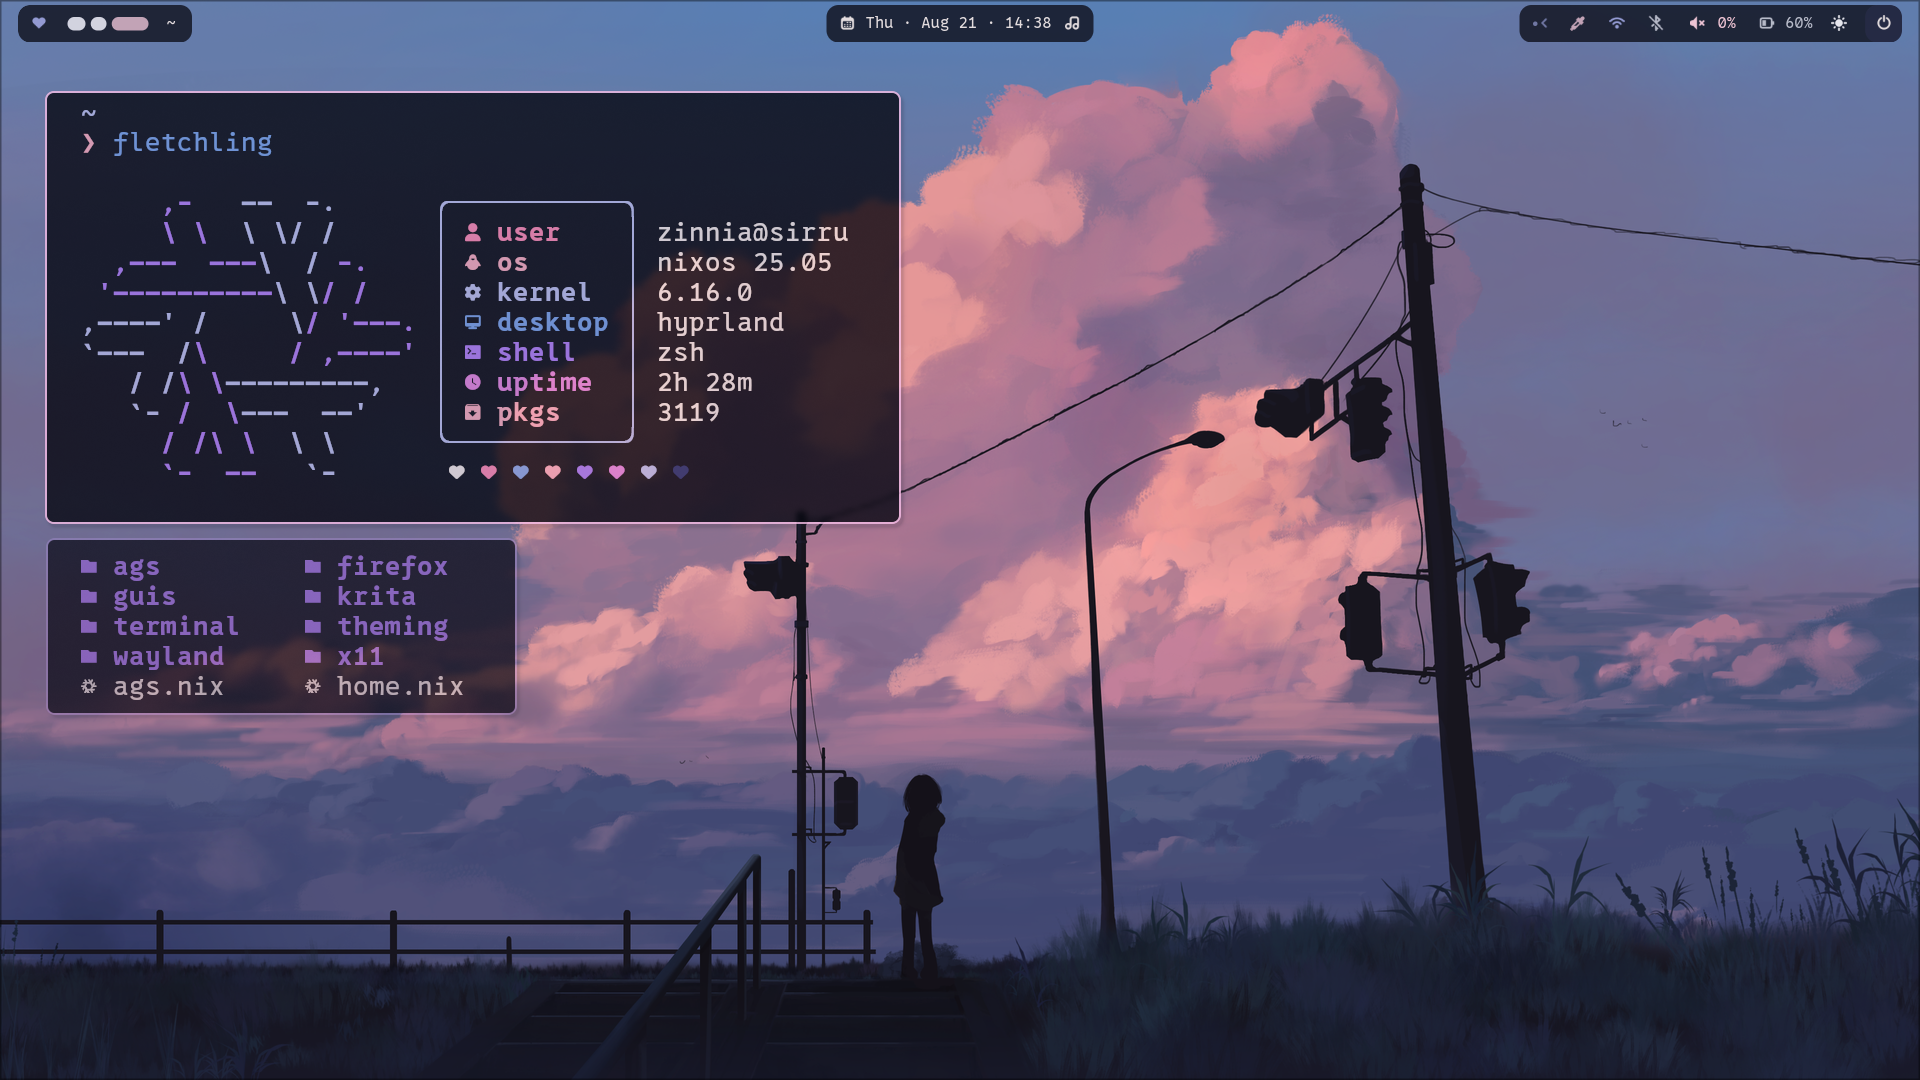 ~
Thu · Aug 21 · 14:38
0%
60%
~
❯ fletchling
user zinnia@sirru
os nixos 25.05
kernel 6.16.0
desktop hyprland
shell zsh
uptime 2h 28m
pkgs 3119
ags firefox
guis krita
terminal theming
wayland x11
ags.nix home.nix